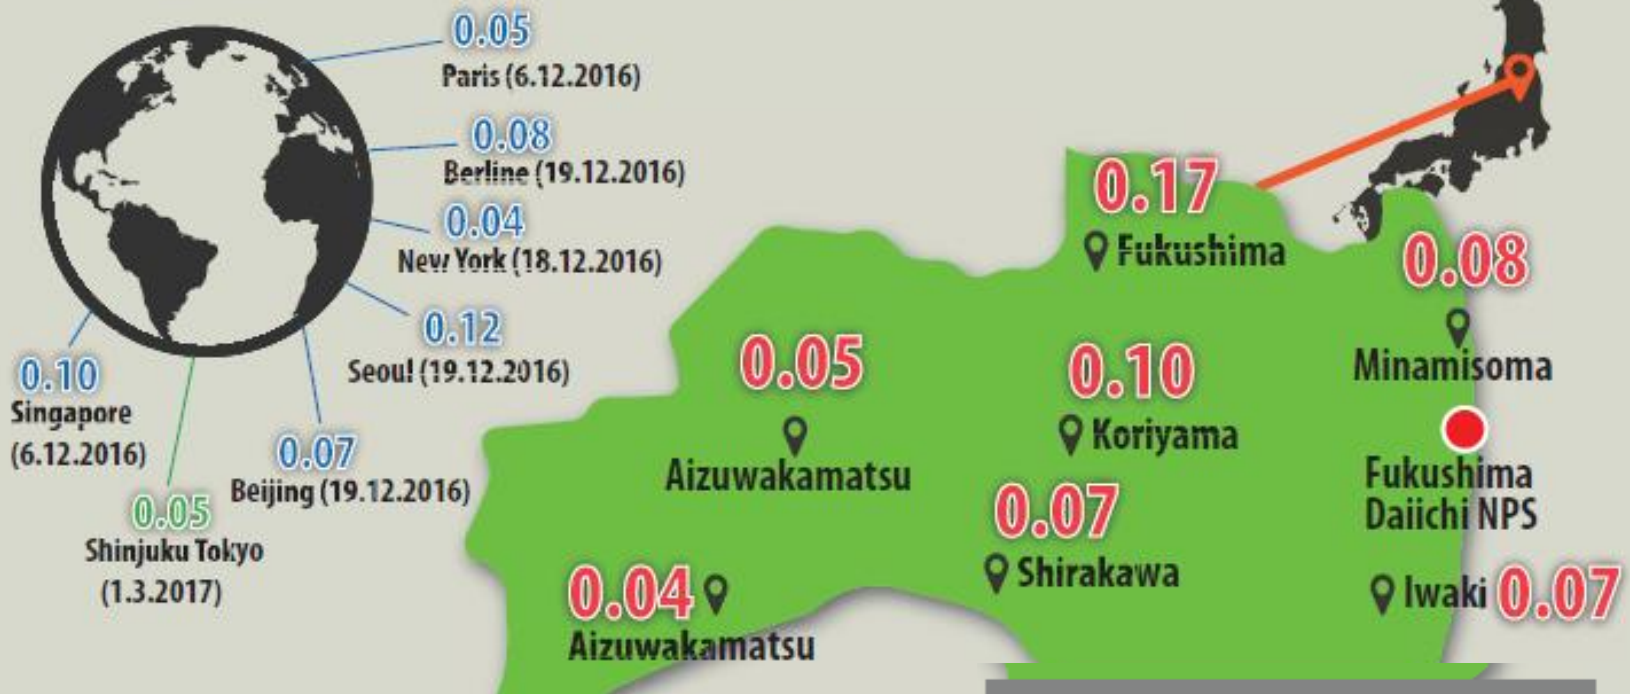 0.05
Paris (6.12.2016)
0.08
Berline (19.12.2016)
0.04
New York (18.12.2016)
0.12
Seoul (19.12.2016)
0.10
Singapore
(6.12.2016)
0.07
Beijing (19.12.2016)
0.05
Shinjuku Tokyo
(1.3.2017)
0.17
Fukushima
0.08
Minamisoma
0.05
Aizuwakamatsu
0.10
Koriyama
Fukushima
Daiichi NPS
0.07
Shirakawa
0.04
Aizuwakamatsu
Iwaki 0.07